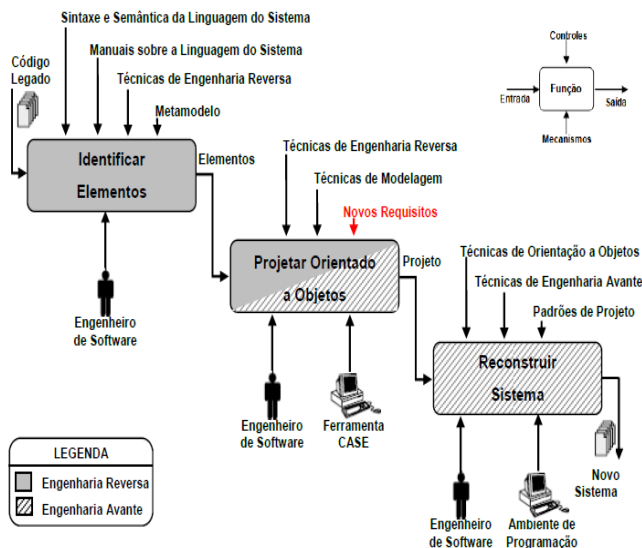 Sintaxe e Semântica da Linguagem do Sistema
Código
Legado
Manuais sobre a Linguagem do Sistema
Técnicas de Engenharia Reversa
Metamodelo
Identificar
Elementos
Elementos
Engenheiro
de Software
Controles
Entrada
Função
Saída
Mecanismos
Técnicas de Engenharia Reversa
Técnicas de Modelagem
Novos Requisitos
Projetar Orientado
a Objetos
Projeto
Engenheiro
de Software
Ferramenta
CASE
Técnicas de Orientação a Objetos
Técnicas de Engenharia Avante
Padrões de Projeto
Reconstruir
Sistema
Novo
Sistema
Engenheiro
de Software
Ambiente de
Programação
LEGENDA
Engenharia Reversa
Engenharia Avante